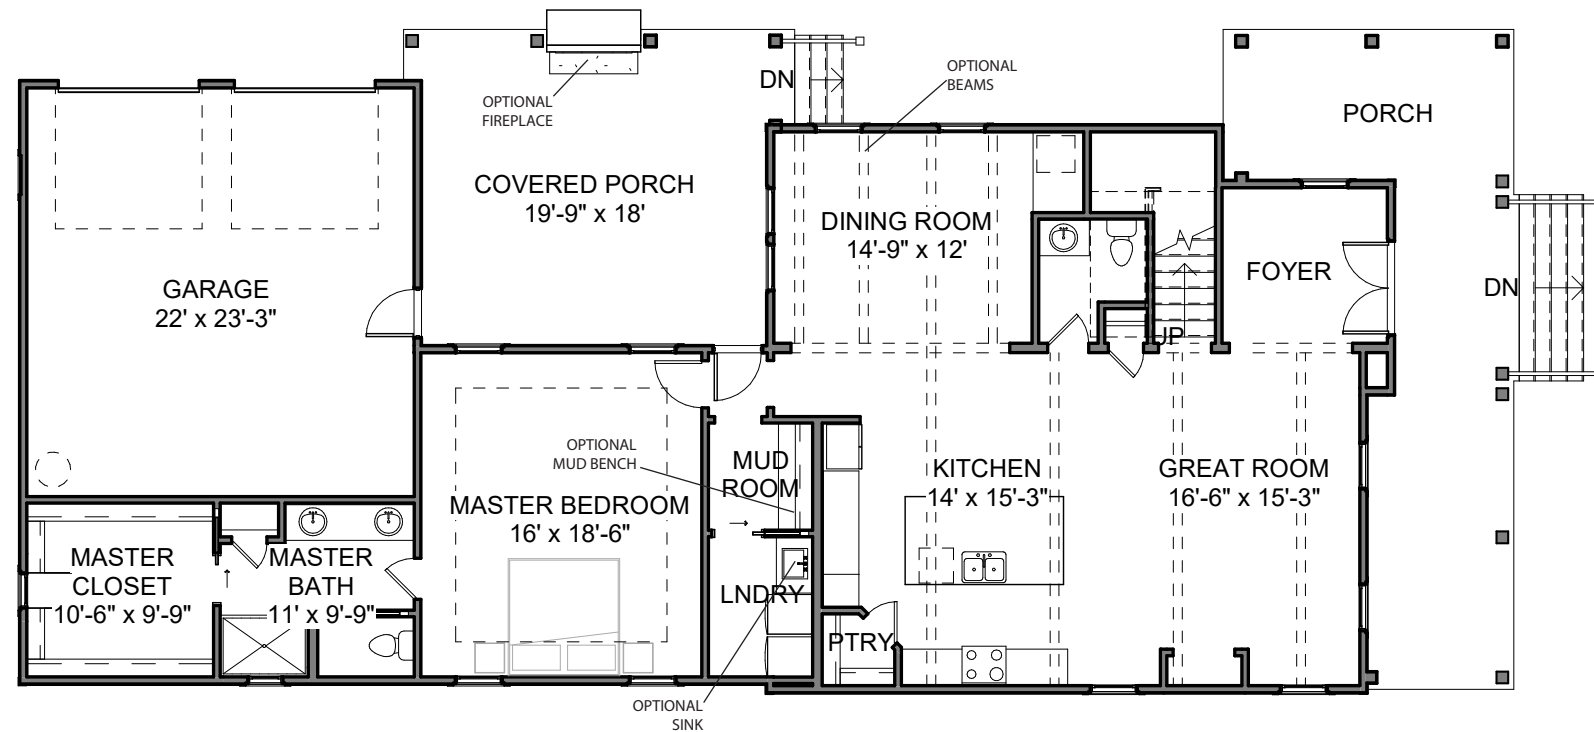 OPTIONAL
FIREPLACE
DN
OPTIONAL
BEAMS
PORCH
COVERED PORCH
19'-9" x 18'
DINING ROOM
14'-9" x 12'
GARAGE
22' x 23'-3"
FOYER
DN
UP
OPTIONAL
MUD BENCH
MUD
ROOM
KITCHEN
14' x 15'-3"
GREAT ROOM
16'-6" x 15'-3"
MASTER BEDROOM
16' x 18'-6"
MASTER
CLOSET
10'-6" x 9'-9"
MASTER
BATH
11' x 9'-9"
LNDRY
PTRY
OPTIONAL
SINK